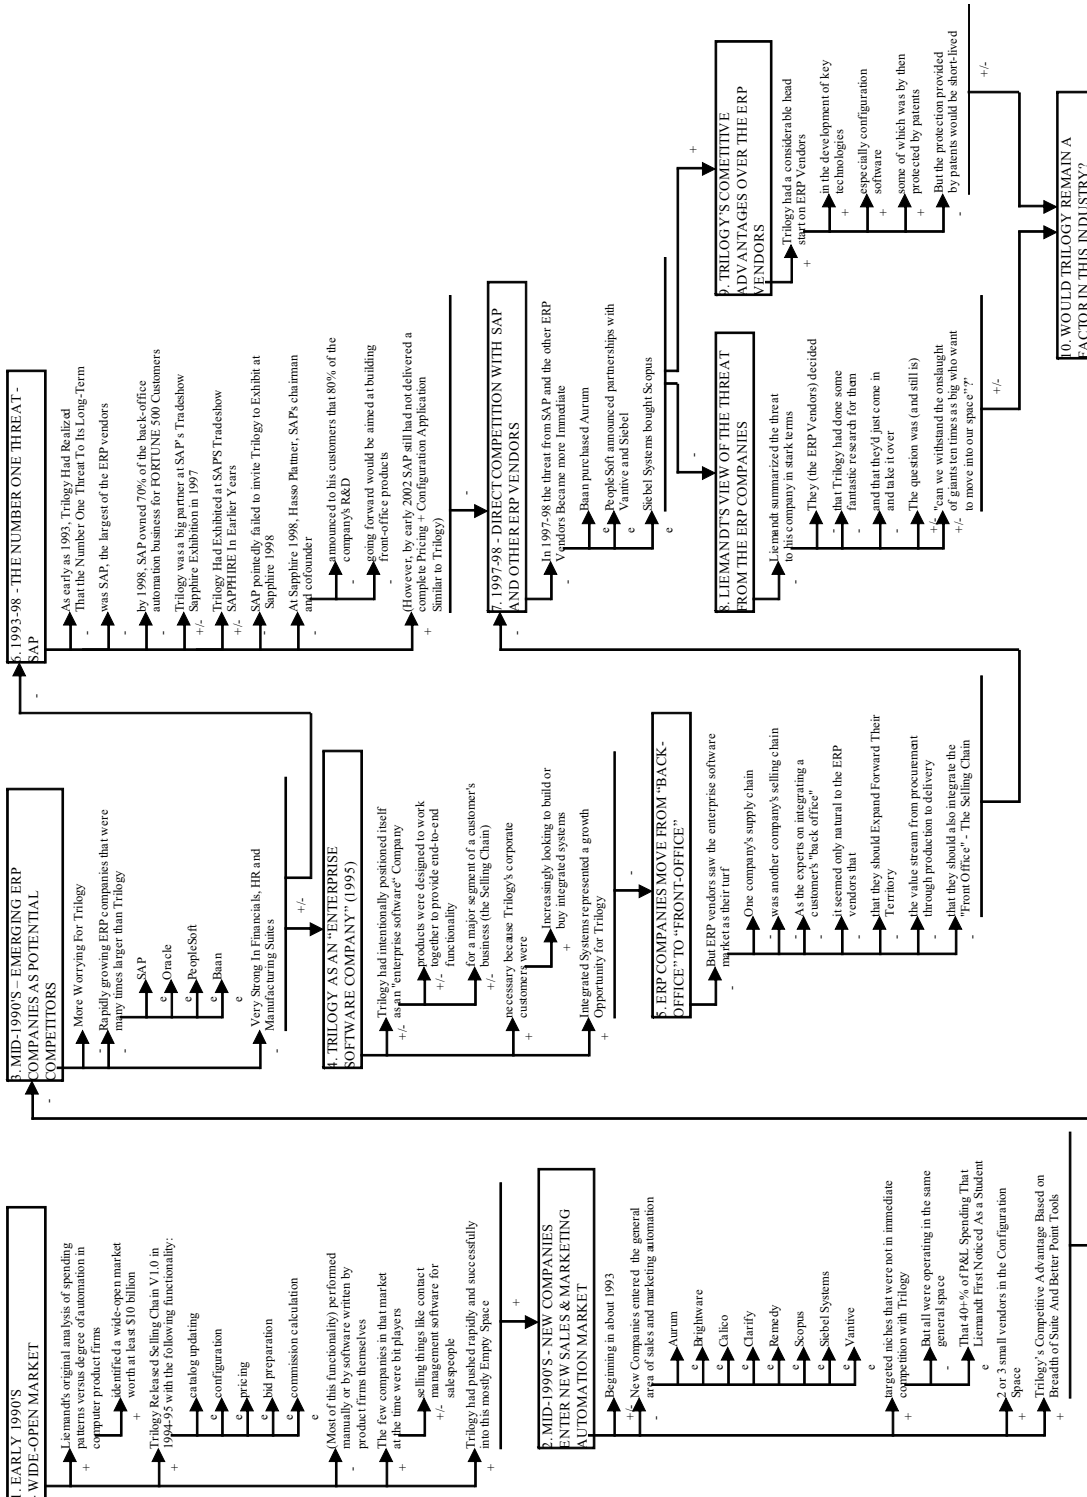 1. EARLY 1990'S
- WIDE-OPEN MARKET
Liemandt's original analysis of spending
patterns versus degree of automation in
computer product firms
+
identified a wide-open market
worth at least $10 billion
+
Trilogy Released Selling Chain V1.0 in
1994-95 with the following functionality:
+
catalog updating
e
configuration
e
pricing
e
bid preparation
e
commission calculation
e
(Most of this functionality) performed
manually or by software written by
product firms themselves
-
The few companies in that market
at the time were bit players
+
selling things like contact
management software for
salespeople
+/-
Trilogy had pushed rapidly and successfully
into this mostly Empty Space
+
+
2. MID-1990'S - NEW COMPANIES
ENTER NEW SALES & MARKETING
AUTOMATION MARKET
Beginning in about 1993
+/-
New Companies entered the general
area of sales and marketing automation
-
Aurum
e
Brightware
e
Calico
e
Clarify
e
Remedy
e
Scopus
e
Siebel Systems
e
Vantive
e
targeted niches that were not in immediate
competition with Trilogy
+
But all were operating in the same
general space
-
That 40+% of P&L Spending That
Liemandt First Noticed As a Student
e
2 or 3 small vendors in the Configuration
Space
+
Trilogy's Competitive Advantage Based on
Breadth of Suite And Better Point Tools
+
-
3. MID-1990'S – EMERGING ERP
COMPANIES AS POTENTIAL
COMPETITORS
More Worrying For Trilogy
-
Rapidly growing ERP companies that were
many times larger than Trilogy
-
SAP
e
Oracle
e
PeopleSoft
e
Baan
e
Very Strong In Financials, HR and
Manufacturing Suites
-
+/-
4. TRILOGY AS AN "ENTERPRISE
SOFTWARE COMPANY" (1995)
Trilogy had intentionally positioned itself
as an "enterprise software" Company
+/-
products were designed to work
together to provide end-to-end
functionality
+/-
for a major segment of a customer's
business (the Selling Chain)
+/-
necessary because Trilogy's corporate
customers were
+
Increasingly looking to build or
buy integrated systems
+
Integrated Systems represented a growth
Opportunity for Trilogy
+
-
5. ERP COMPANIES MOVE FROM "BACK-
OFFICE" TO "FRONT-OFFICE"
But ERP vendors saw the enterprise software
market as their turf
-
One company's supply chain
-
was another company's selling chain
-
As the experts on integrating a
customer's "back office"
-
it seemed only natural to the ERP
vendors that
-
that they should Expand Forward Their
Territory
-
the value stream from procurement
through production to delivery
-
that they should also integrate the
"Front Office" - The Selling Chain
-
-
-
6. 1993-98 - THE NUMBER ONE THREAT -
SAP
As early as 1993, Trilogy Had Realized
That the Number One Threat To Its Long-Term
-
was SAP, the largest of the ERP vendors
-
by 1998, SAP owned 70% of the back-office
automation business for FORTUNE 500 Customers
-
Trilogy was a big partner at SAP's Tradeshow
Sapphire Exhibition in 1997
+/-
Trilogy Had Exhibited at SAP'S Tradeshow
SAPPHIRE In Earlier Years
+/-
SAP pointedly failed to invite Trilogy to Exhibit at
Sapphire 1998
-
At Sapphire 1998, Hasso Plattner, SAP's chairman
and cofounder
-
announced to his customers that 80% of the
company's R&D
-
going forward would be aimed at building
front-office products
-
(However, by early 2002 SAP still had not delivered a
complete Pricing + Configuration Application
Similar to Trilogy)
+
-
7. 1997-98 - DIRECT COMPETITION WITH SAP
AND OTHER ERP VENDORS
In 1997-98 the threat from SAP and the other ERP
Vendors Became more Immediate
-
Baan purchased Aurum
e
PeopleSoft announced partnerships with
Vantive and Siebel
e
Siebel Systems bought Scopus
e
-
+
8. LIEMANDT'S VIEW OF THE THREAT
FROM THE ERP COMPANIES
Liemandt summarized the threat
to his company in stark terms
-
They (the ERP Vendors) decided
-
that Trilogy had done some
fantastic research for them
-
and that they'd just come in
and take it over
-
The question was (and still is)
+/-
"can we withstand the onslaught
of giants ten times as big who want
to move into our space"?'
+/-
+/-
9. TRILOGY'S COMETITIVE
ADVANTAGES OVER THE ERP
VENDORS
Trilogy had a considerable head
start on ERP Vendors
+
in the development of key
technologies
+
especially configuration
software
+
some of which was by then
protected by patents
+
But the protection provided
by patents would be short-lived
-
+/-
10. WOULD TRILOGY REMAIN A
FACTOR IN THIS INDUSTRY?